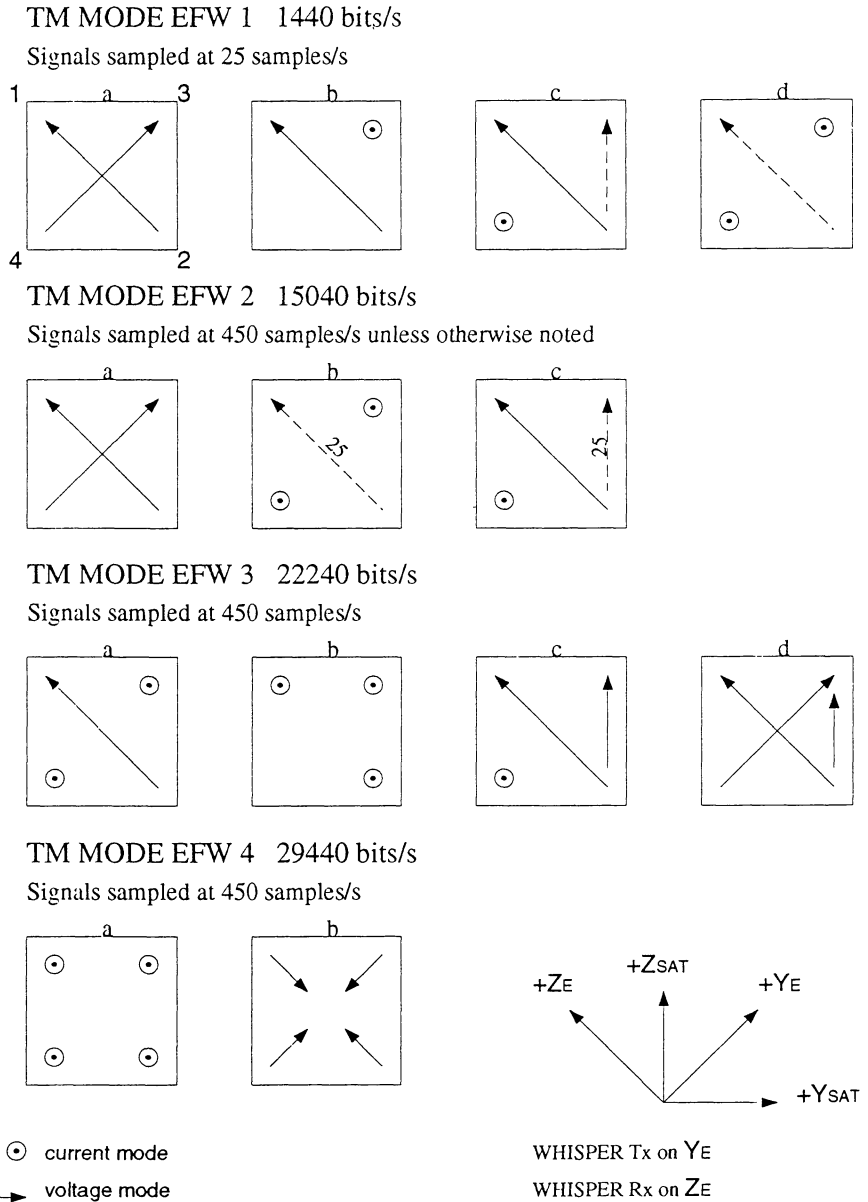 TM MODE EFW 1 1440 bits/s
Signals sampled at 25 samples/s
1 a 3 b c d
4 2
TM MODE EFW 2 15040 bits/s
Signals sampled at 450 samples/s unless otherwise noted
a b c
25 25
TM MODE EFW 3 22240 bits/s
Signals sampled at 450 samples/s
a b c d
TM MODE EFW 4 29440 bits/s
Signals sampled at 450 samples/s
a b
+ZE +ZSAT +YE
+YSAT
current mode WHISPER Tx on YE
voltage mode WHISPER Rx on ZE